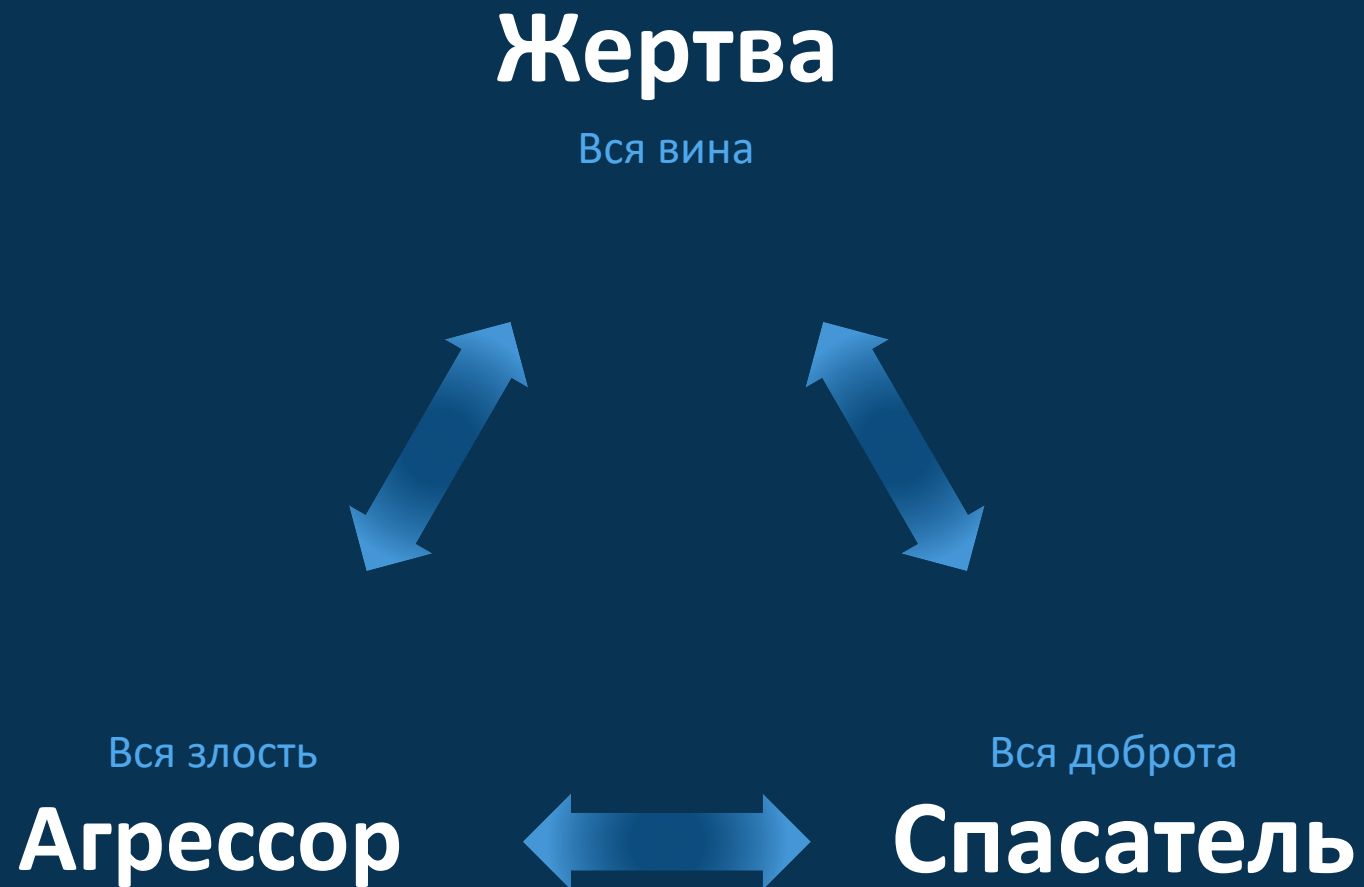 Жертва
Вся вина
Вся злость
Вся доброта
Агрессор
Спасатель